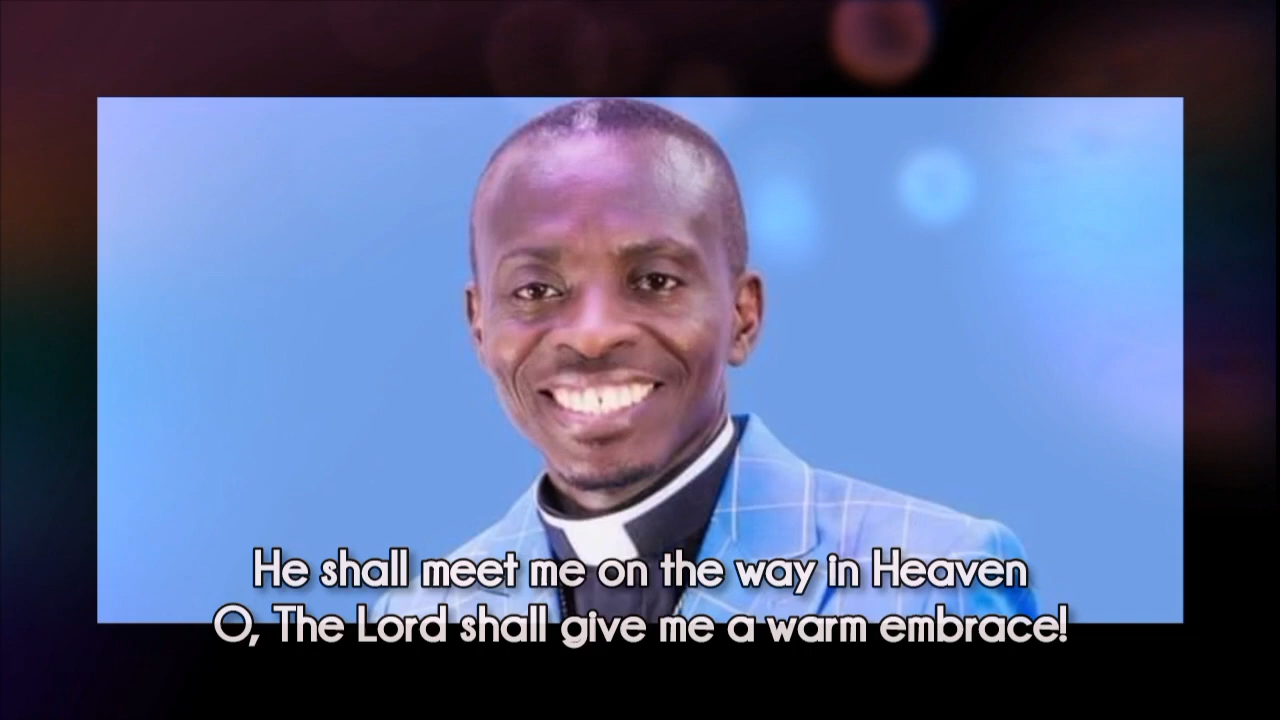 He shall meet me on the way in Heaven
O, The Lord shall give me a warm embrace!